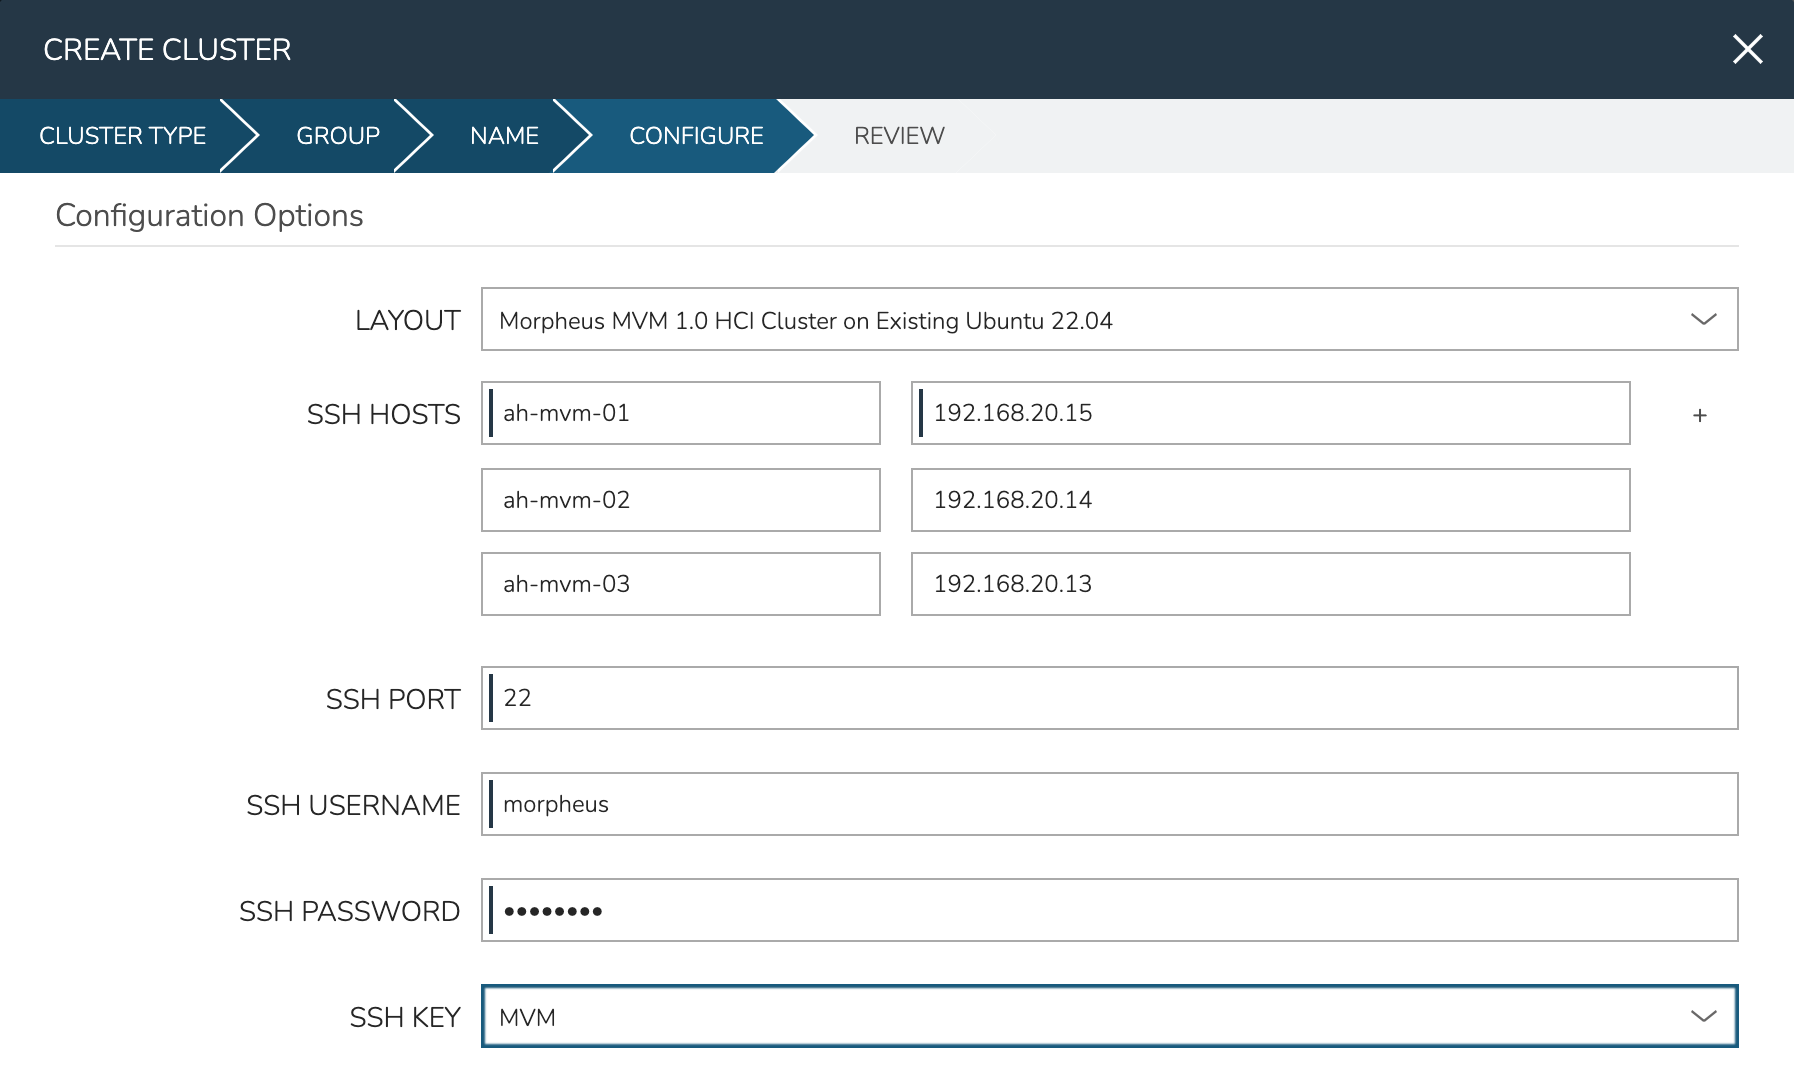 CREATE CLUSTER
CLUSTER TYPE GROUP NAME CONFIGURE REVIEW
Configuration Options
LAYOUT Morpheus MVM 1.0 HCI Cluster on Existing Ubuntu 22.04
SSH HOSTS ah-mvm-01 192.168.20.15 +
ah-mvm-02 192.168.20.14
ah-mvm-03 192.168.20.13
SSH PORT 22
SSH USERNAME morpheus
SSH PASSWORD ••••••••
SSH KEY MVM